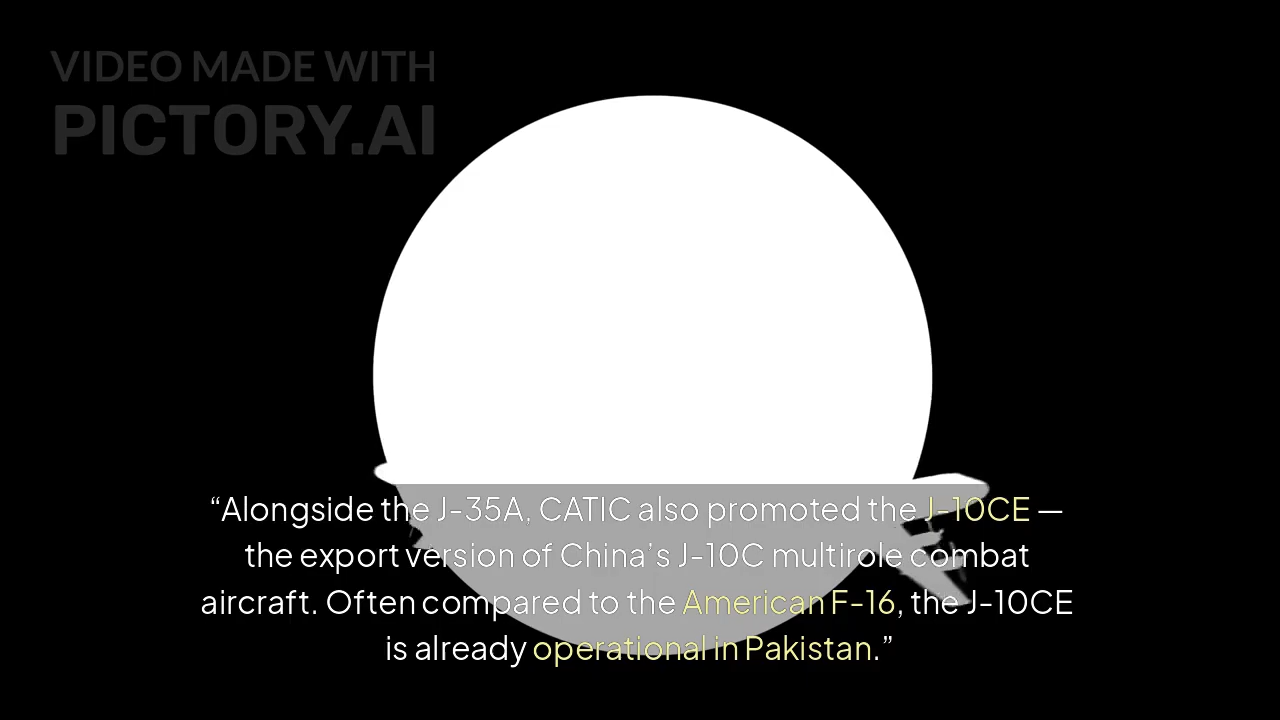 VIDEO MADE WITH
PICTORY.AI
“Alongside the J-35A, CATIC also promoted the J-10CE —
the export version of China’s J-10C multirole combat
aircraft. Often compared to the American F-16, the J-10CE
is already operational in Pakistan.”